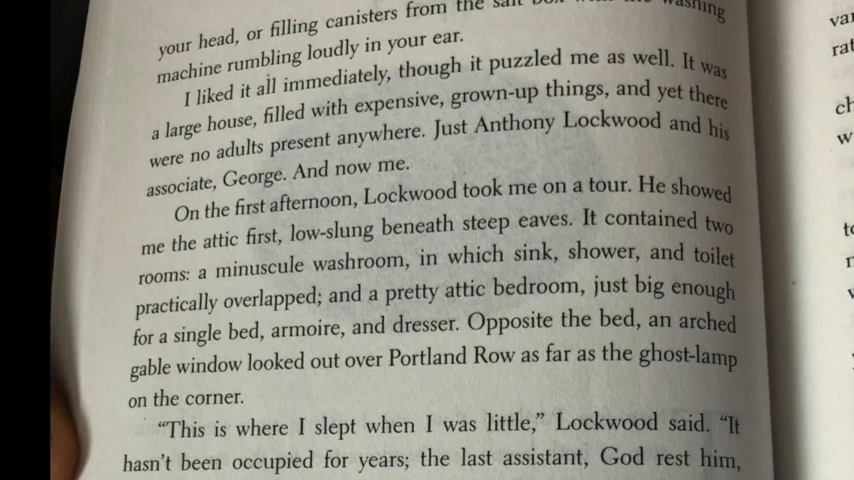 your head, or filling canisters from the salt box with the washing
machine rumbling loudly in your ear.
I liked it all immediately, though it puzzled me as well. It was
a large house, filled with expensive, grown-up things, and yet there
were no adults present anywhere. Just Anthony Lockwood and his
associate, George. And now me.
On the first afternoon, Lockwood took me on a tour. He showed
me the attic first, low-slung beneath steep eaves. It contained two
rooms: a minuscule washroom, in which sink, shower, and toilet
practically overlapped; and a pretty attic bedroom, just big enough
for a single bed, armoire, and dresser. Opposite the bed, an arched
gable window looked out over Portland Row as far as the ghost-lamp
on the corner.
“This is where I slept when I was little,” Lockwood said. “It
hasn’t been occupied for years; the last assistant, God rest him,